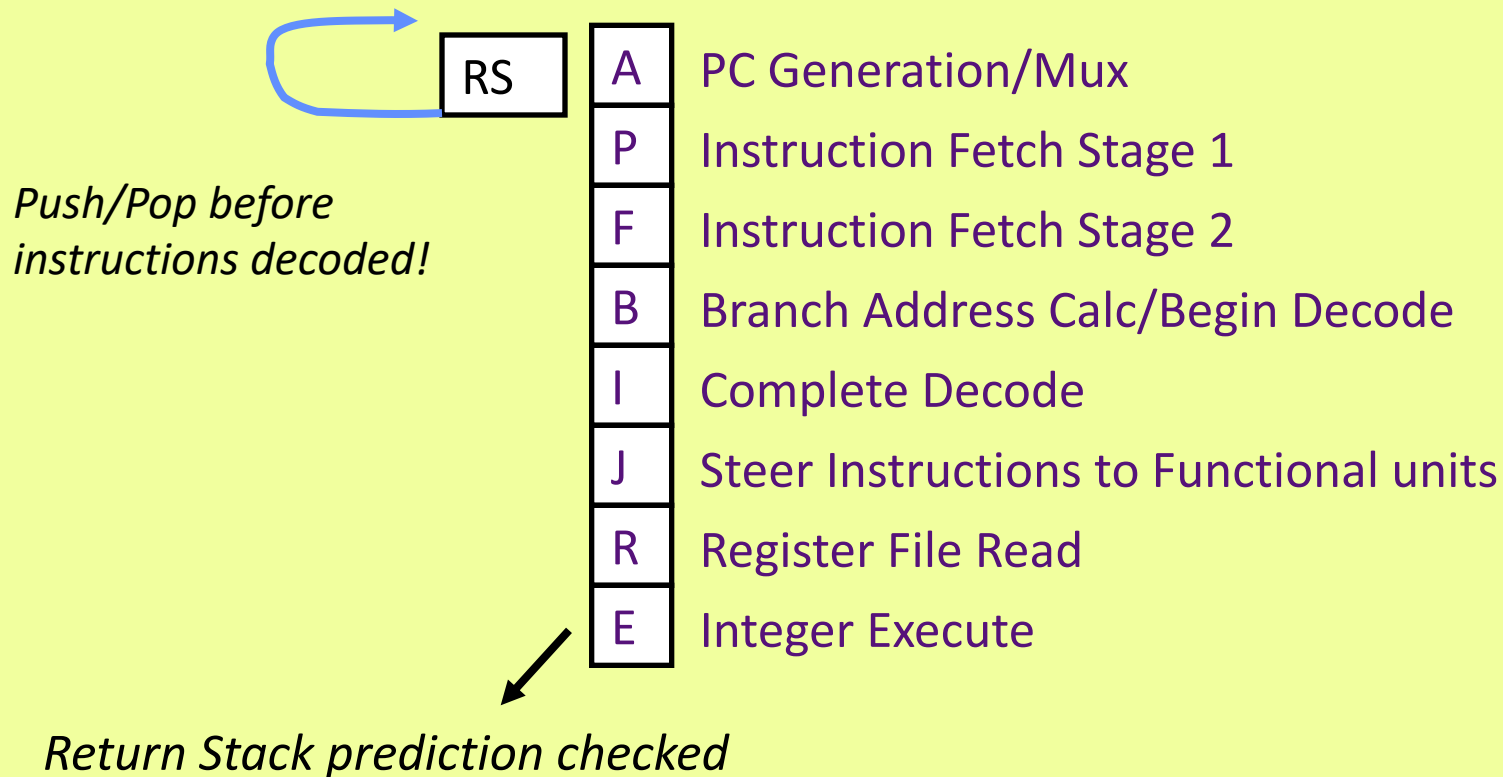 RS
A PC Generation/Mux
P Instruction Fetch Stage 1
F Instruction Fetch Stage 2
B Branch Address Calc/Begin Decode
I Complete Decode
J Steer Instructions to Functional units
R Register File Read
E Integer Execute
Push/Pop before
instructions decoded!
Return Stack prediction checked